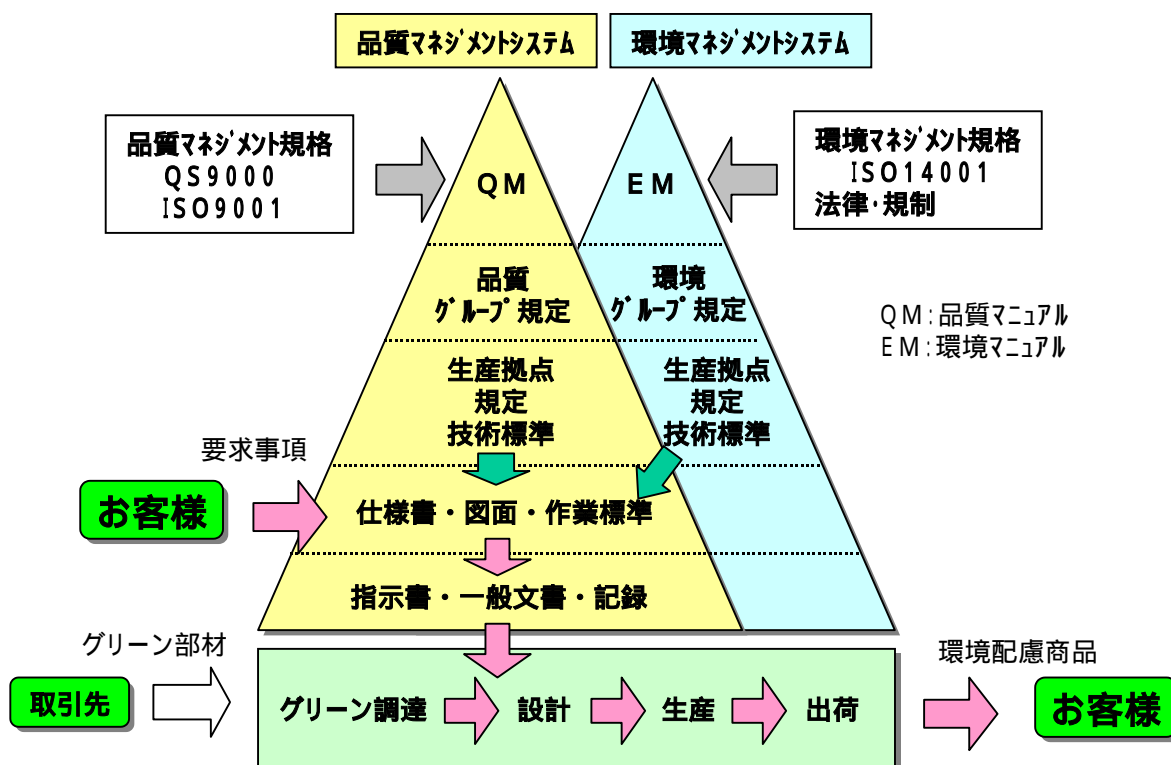 品質マネジメントシステム
環境マネジメントシステム
品質マネジメント規格
QS9000
ISO9001
環境マネジメント規格
ISO14001
法律・規制
QM
EM
品質
グループ規定
環境
グループ規定
QM:品質マニュアル
EM:環境マニュアル
生産拠点
規定
技術標準
生産拠点
規定
技術標準
要求事項
お客様
仕様書・図面・作業標準
指示書・一般文書・記録
グリーン部材
取引先
グリーン調達
設計
生産
出荷
環境配慮商品
お客様